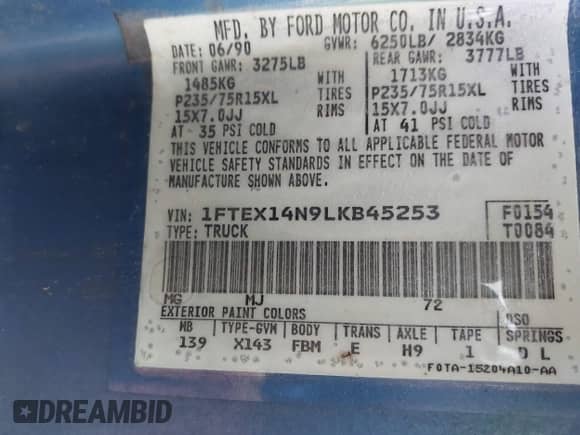 MFD. BY FORD MOTOR CO. IN U.S.A.
DATE: 06/90 GVWR: 6250LB/ 2834KG
FRONT GAWR: 3275LB REAR GAWR: 3777LB
1485KG WITH 1713KG WITH
P235/75R15XL TIRES P235/75R15XL TIRES
15X7.0JJ RIMS 15X7.0JJ RIMS
AT 35 PSI COLD AT 41 PSI COLD
THIS VEHICLE CONFORMS TO ALL APPLICABLE FEDERAL MOTOR
VEHICLE SAFETY STANDARDS IN EFFECT ON THE DATE OF
MANUFACTURE SHOWN ABOVE.
VIN: 1FTEX14N9LKB45253 F0154
TYPE: TRUCK T0084
MG MJ 72
EXTERIOR PAINT COLORS DSO
WB TYPE-GVM BODY TRANS AXLE TAPE SPRINGS
139 X143 FBM E H9 1 D L
F0TA-15204A10-AA
DREAMBID